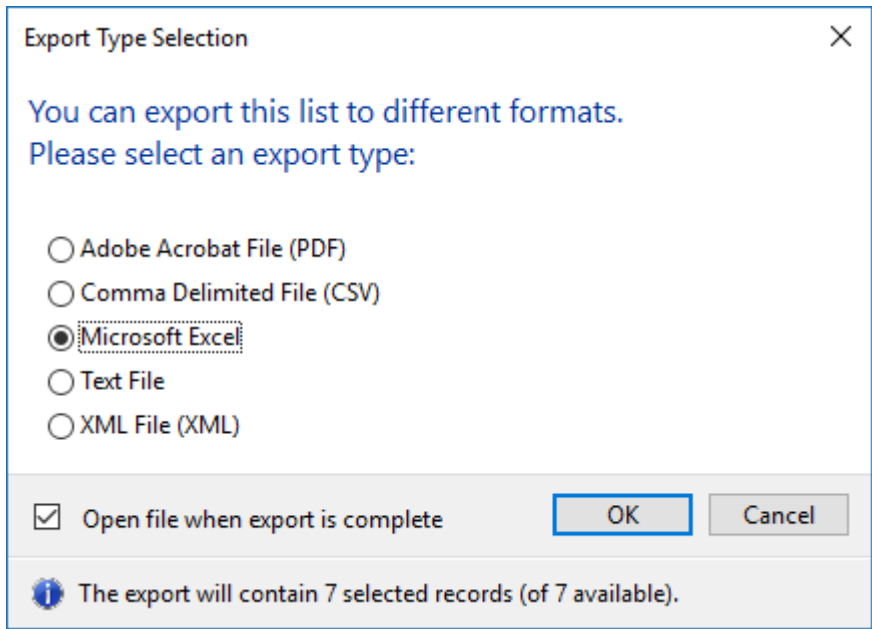 Export Type Selection
You can export this list to different formats.
Please select an export type:
Adobe Acrobat File (PDF)
Comma Delimited File (CSV)
Microsoft Excel
Text File
XML File (XML)
Open file when export is complete
OK
Cancel
The export will contain 7 selected records (of 7 available).